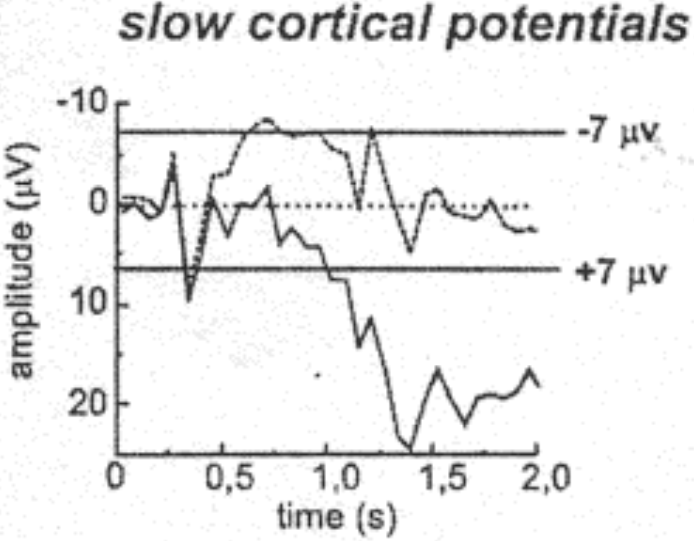 slow cortical potentials
-10
0
10
20
amplitude (µV)
-7 µv
+7 µv
0 0,5 1,0 1,5 2,0
time (s)